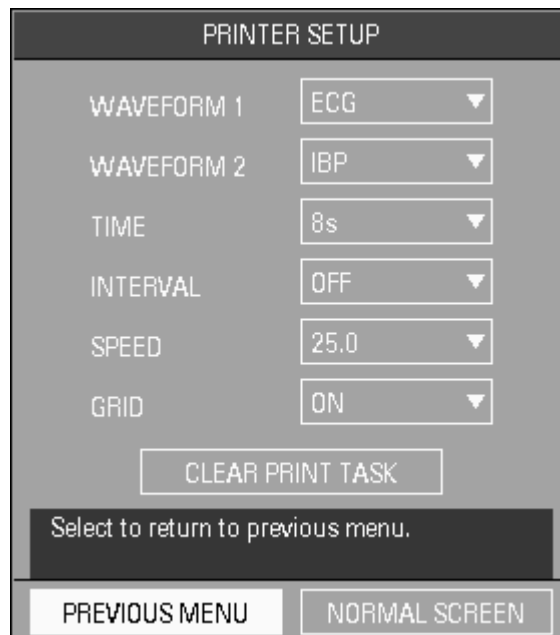 PRINTER SETUP
WAVEFORM 1 ECG
WAVEFORM 2 IBP
TIME 8s
INTERVAL OFF
SPEED 25.0
GRID ON
CLEAR PRINT TASK
Select to return to previous menu.
PREVIOUS MENU NORMAL SCREEN